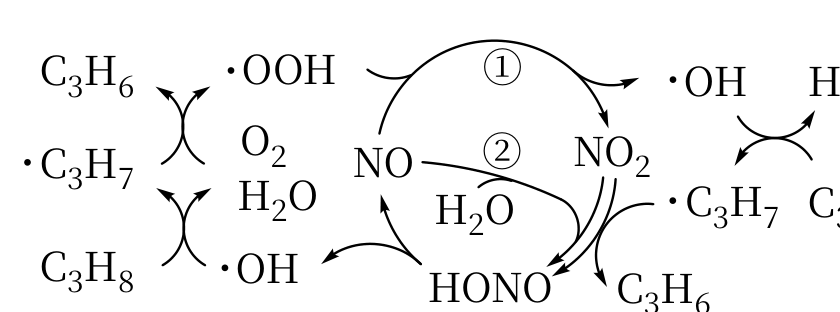 C₃H₆ ·OOH ① ·OH H
·C₃H₇ O₂ NO ② NO₂
H₂O H₂O ·C₃H₇ C
C₃H₈ ·OH HONO C₃H₆